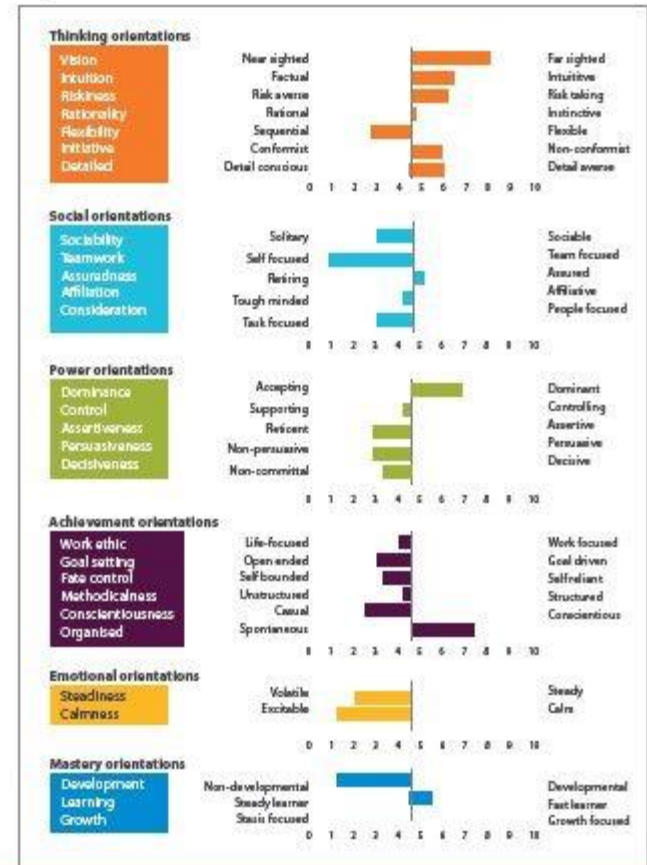 Thinking orientations
Vision
Intuition
Riskiness
Rationality
Flexibility
Initiative
Detailed
Near sighted
Factual
Risk averse
Rational
Sequential
Conformist
Detail conscious
Far sighted
Intuititve
Risk taking
Instinctive
Flexible
Non-conformist
Detail averse
0 1 2 3 4 5 6 7 8 9 10
Social orientations
Sociability
Teamwork
Assuredness
Affiliation
Consideration
Solitary
Self focused
Retiring
Tough minded
Task focused
Sociable
Team focused
Assured
Affiliative
People focused
0 1 2 3 4 5 6 7 8 9 10
Power orientations
Dominance
Control
Assertiveness
Persuasiveness
Decisiveness
Accepting
Supporting
Reticent
Non-persuasive
Non-committal
Dominant
Controlling
Assertive
Persuasive
Decisive
0 1 2 3 4 5 6 7 8 9 10
Achievement orientations
Work ethic
Goal setting
Fate control
Methodicalness
Conscientiousness
Organised
Life-focused
Open ended
Self bounded
Unstructured
Casual
Spontaneous
Work focused
Goal driven
Self reliant
Structured
Conscientious
0 1 2 3 4 5 6 7 8 9 10
Emotional orientations
Steadiness
Calmness
Volatile
Excitable
Steady
Calm
0 1 2 3 4 5 6 7 8 9 10
Mastery orientations
Development
Learning
Growth
Non-developmental
Steady learner
Stasis focused
Developmental
Fast learner
Growth focused
0 1 2 3 4 5 6 7 8 9 10